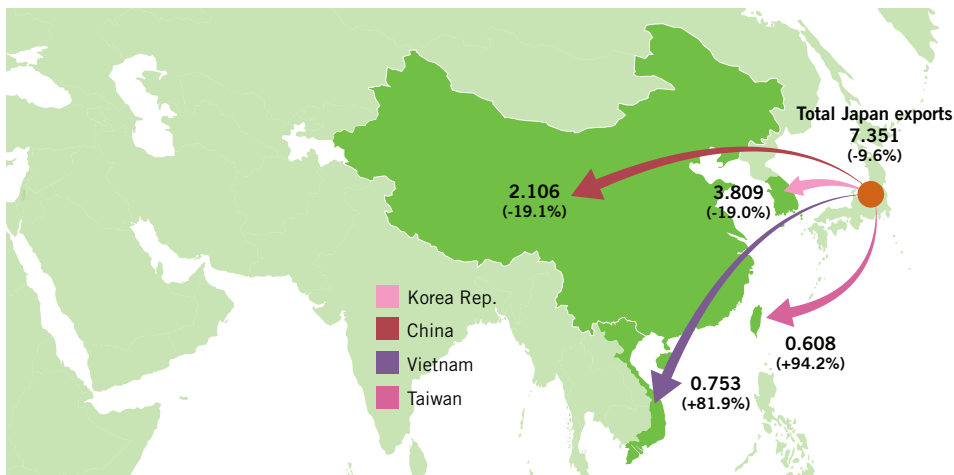 Total Japan exports
7.351
(-9.6%)
2.106
(-19.1%)
3.809
(-19.0%)
Korea Rep.
China
Vietnam
Taiwan
0.608
(+94.2%)
0.753
(+81.9%)